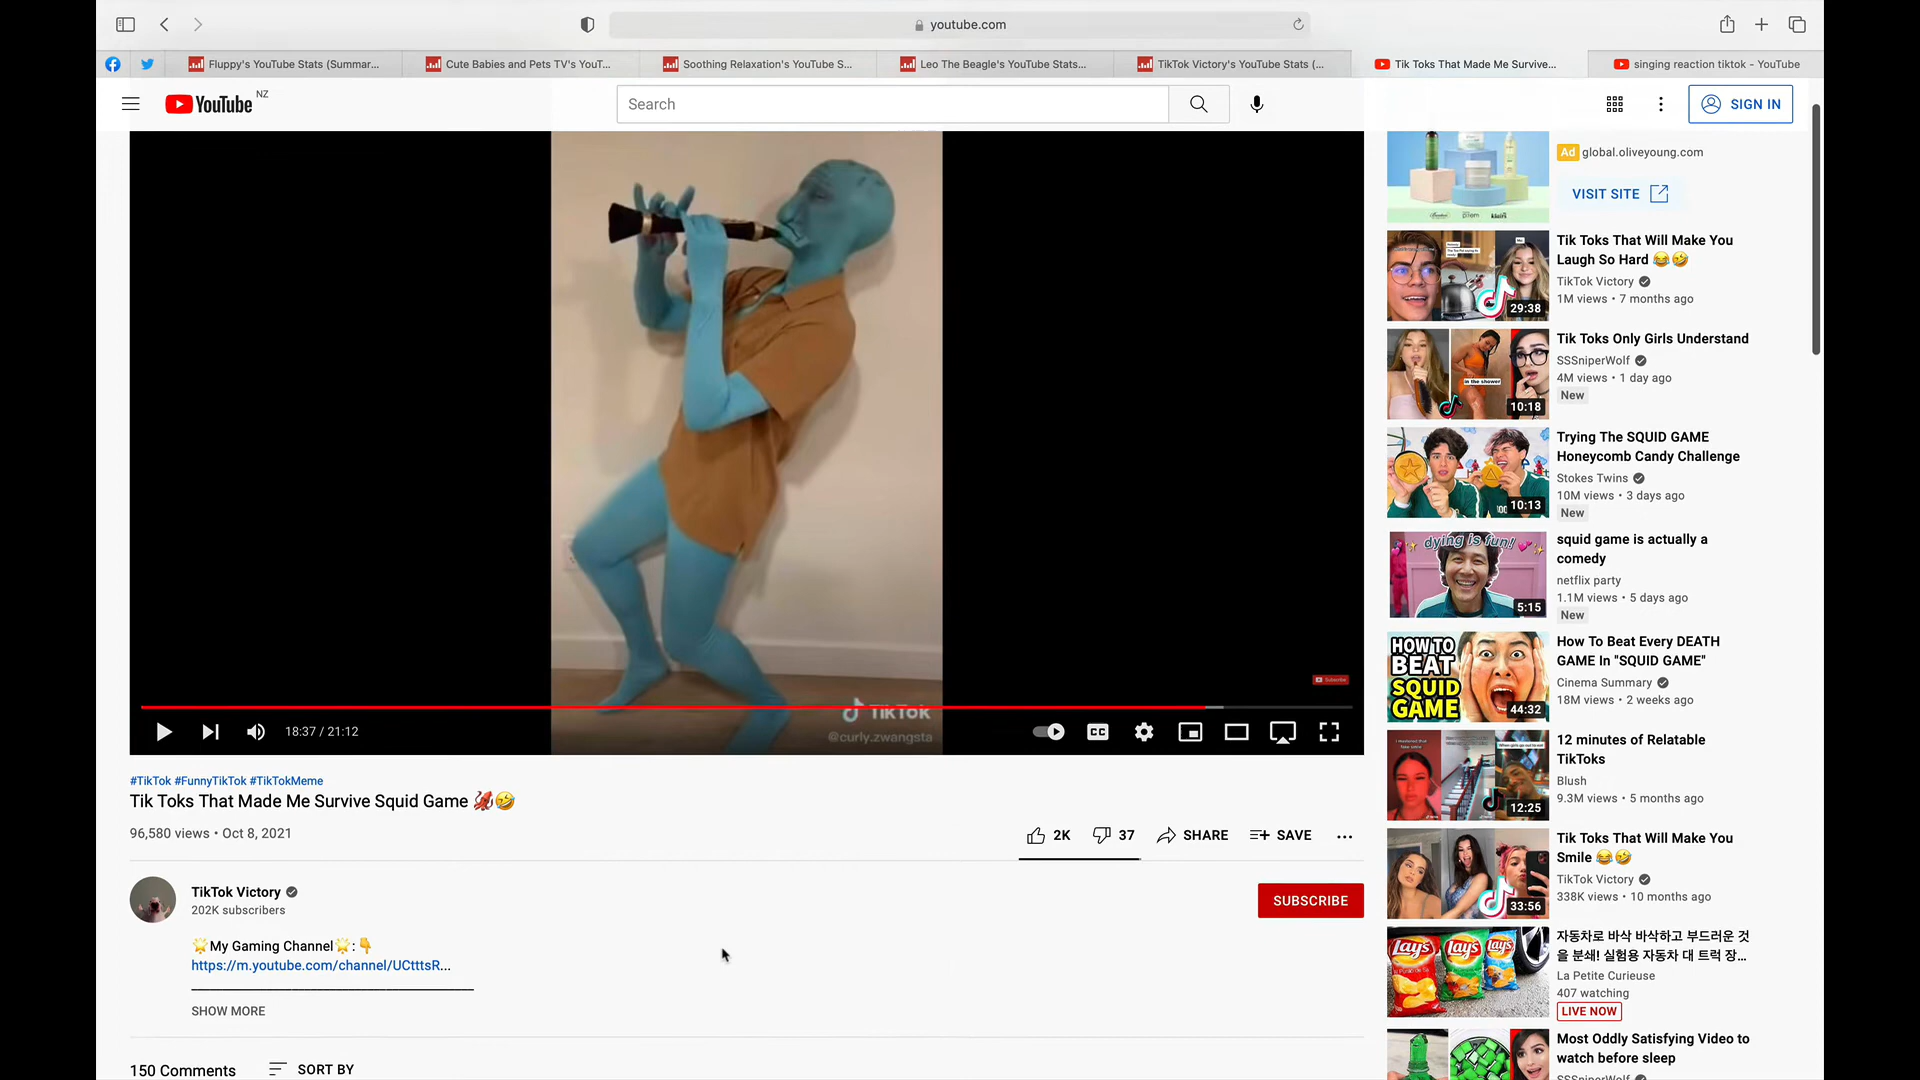 youtube.com
Fluppy's YouTube Stats (Summar...
Cute Babies and Pets TV's YouT...
Soothing Relaxation's YouTube S...
Leo The Beagle's YouTube Stats...
TikTok Victory's YouTube Stats (...
Tik Toks That Made Me Survive...
singing reaction tiktok - YouTube
YouTube NZ
Search
SIGN IN
TikTok
@curly.zwangsta
Subscribe
18:37 / 21:12
CC
#TikTok #FunnyTikTok #TikTokMeme
Tik Toks That Made Me Survive Squid Game 🦑🤣
96,580 views • Oct 8, 2021
2K
37
SHARE
SAVE
TikTok Victory
202K subscribers
SUBSCRIBE
🌟My Gaming Channel🌟:👇
https://m.youtube.com/channel/UCtttsR...
SHOW MORE
150 Comments
SORT BY
Ad global.oliveyoung.com
VISIT SITE
Tik Toks That Will Make You
Laugh So Hard 😂🤣
TikTok Victory
1M views • 7 months ago
29:38
Tik Toks Only Girls Understand
SSSniperWolf
4M views • 1 day ago
New
in the shower
10:18
Trying The SQUID GAME
Honeycomb Candy Challenge
Stokes Twins
10M views • 3 days ago
New
10:13
dying is fun!
squid game is actually a
comedy
netflix party
1.1M views • 5 days ago
New
5:15
HOW TO
BEAT
SQUID
GAME
How To Beat Every DEATH
GAME In "SQUID GAME"
Cinema Summary
18M views • 2 weeks ago
44:32
12 minutes of Relatable
TikToks
Blush
9.3M views • 5 months ago
12:25
Tik Toks That Will Make You
Smile 😂🤣
TikTok Victory
338K views • 10 months ago
33:56
Lay's
Lay's
Lay's
자동차로 바삭 바삭하고 부드러운 것
을 분쇄! 실험용 자동차 대 트럭 장...
La Petite Curieuse
407 watching
LIVE NOW
Most Oddly Satisfying Video to
watch before sleep
SSSniperWolf